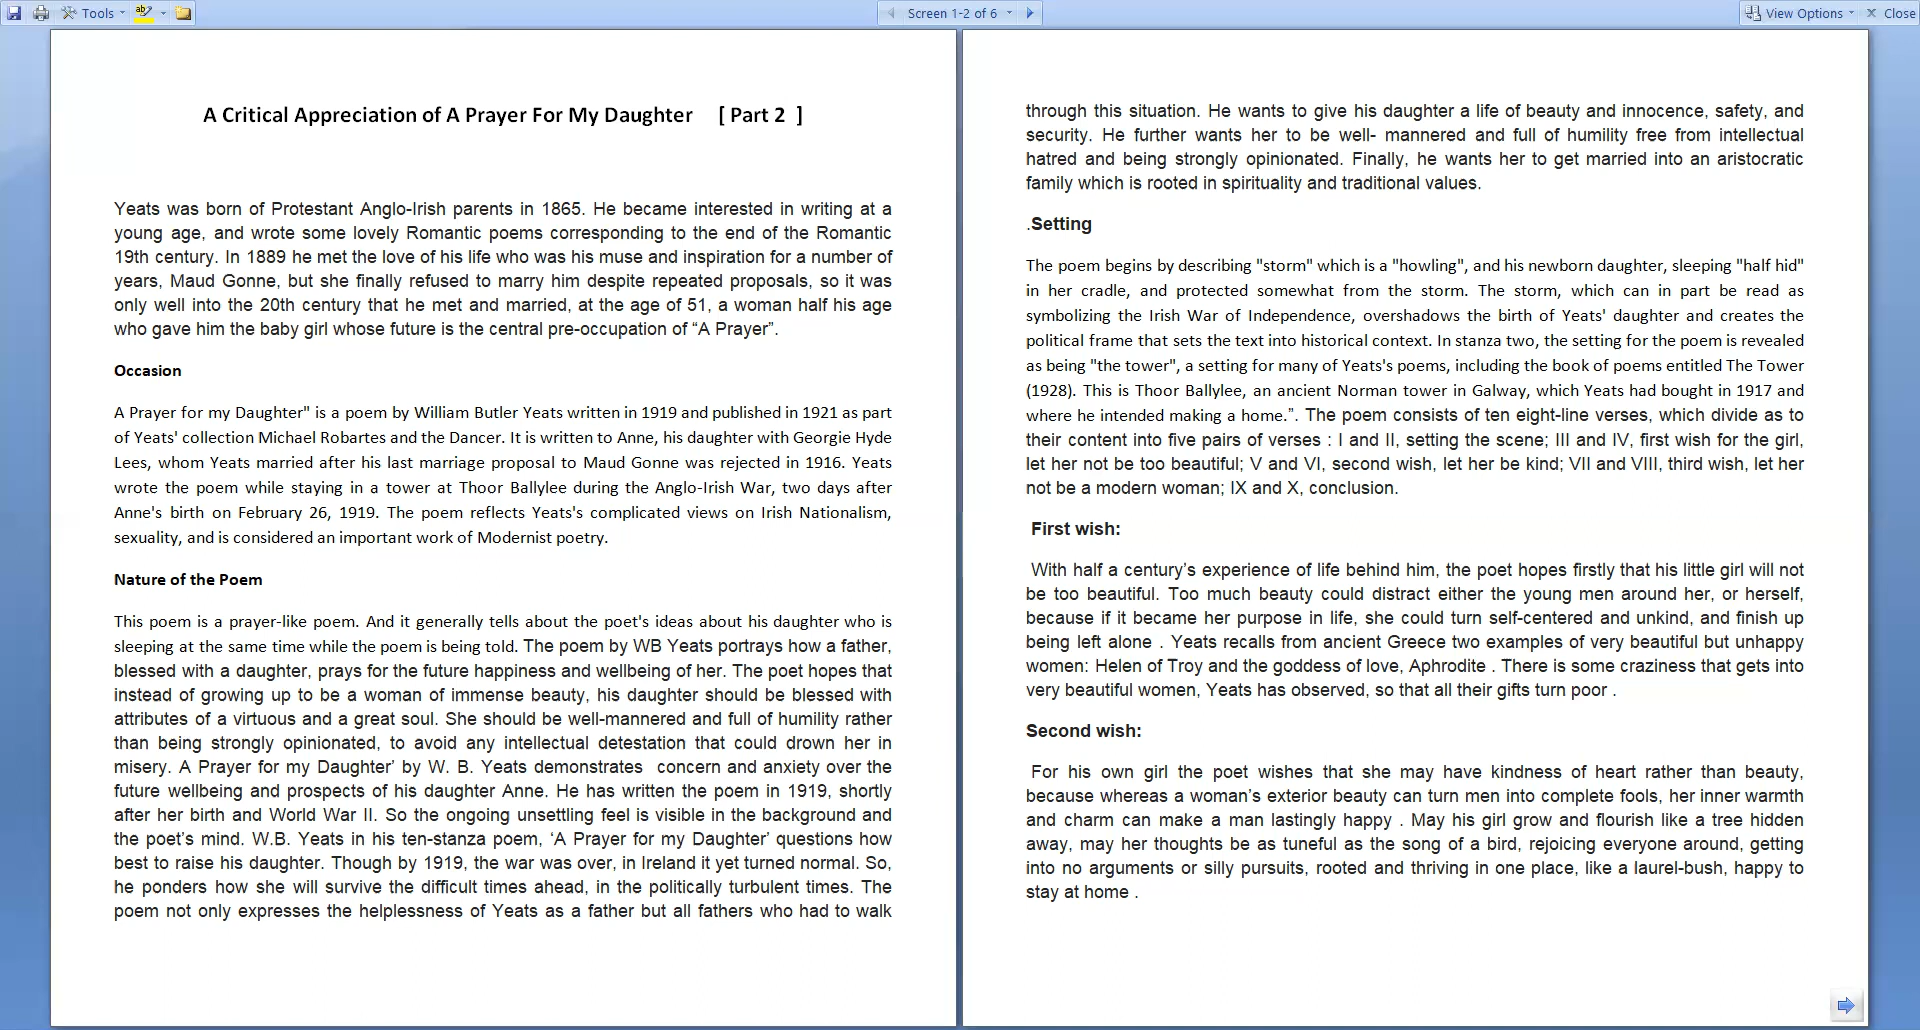 Tools
Screen 1-2 of 6
View Options
Close
A Critical Appreciation of A Prayer For My Daughter [ Part 2 ]
Yeats was born of Protestant Anglo-Irish parents in 1865. He became interested in writing at a
young age, and wrote some lovely Romantic poems corresponding to the end of the Romantic
19th century. In 1889 he met the love of his life who was his muse and inspiration for a number of
years, Maud Gonne, but she finally refused to marry him despite repeated proposals, so it was
only well into the 20th century that he met and married, at the age of 51, a woman half his age
who gave him the baby girl whose future is the central pre-occupation of “A Prayer”.
Occasion
A Prayer for my Daughter" is a poem by William Butler Yeats written in 1919 and published in 1921 as part
of Yeats' collection Michael Robartes and the Dancer. It is written to Anne, his daughter with Georgie Hyde
Lees, whom Yeats married after his last marriage proposal to Maud Gonne was rejected in 1916. Yeats
wrote the poem while staying in a tower at Thoor Ballylee during the Anglo-Irish War, two days after
Anne's birth on February 26, 1919. The poem reflects Yeats's complicated views on Irish Nationalism,
sexuality, and is considered an important work of Modernist poetry.
Nature of the Poem
This poem is a prayer-like poem. And it generally tells about the poet's ideas about his daughter who is
sleeping at the same time while the poem is being told. The poem by WB Yeats portrays how a father,
blessed with a daughter, prays for the future happiness and wellbeing of her. The poet hopes that
instead of growing up to be a woman of immense beauty, his daughter should be blessed with
attributes of a virtuous and a great soul. She should be well-mannered and full of humility rather
than being strongly opinionated, to avoid any intellectual detestation that could drown her in
misery. A Prayer for my Daughter’ by W. B. Yeats demonstrates concern and anxiety over the
future wellbeing and prospects of his daughter Anne. He has written the poem in 1919, shortly
after her birth and World War II. So the ongoing unsettling feel is visible in the background and
the poet’s mind. W.B. Yeats in his ten-stanza poem, ‘A Prayer for my Daughter’ questions how
best to raise his daughter. Though by 1919, the war was over, in Ireland it yet turned normal. So,
he ponders how she will survive the difficult times ahead, in the politically turbulent times. The
poem not only expresses the helplessness of Yeats as a father but all fathers who had to walk
through this situation. He wants to give his daughter a life of beauty and innocence, safety, and
security. He further wants her to be well- mannered and full of humility free from intellectual
hatred and being strongly opinionated. Finally, he wants her to get married into an aristocratic
family which is rooted in spirituality and traditional values.
.Setting
The poem begins by describing "storm" which is a "howling", and his newborn daughter, sleeping "half hid"
in her cradle, and protected somewhat from the storm. The storm, which can in part be read as
symbolizing the Irish War of Independence, overshadows the birth of Yeats' daughter and creates the
political frame that sets the text into historical context. In stanza two, the setting for the poem is revealed
as being "the tower", a setting for many of Yeats's poems, including the book of poems entitled The Tower
(1928). This is Thoor Ballylee, an ancient Norman tower in Galway, which Yeats had bought in 1917 and
where he intended making a home.”. The poem consists of ten eight-line verses, which divide as to
their content into five pairs of verses : I and II, setting the scene; III and IV, first wish for the girl,
let her not be too beautiful; V and VI, second wish, let her be kind; VII and VIII, third wish, let her
not be a modern woman; IX and X, conclusion.
First wish:
With half a century’s experience of life behind him, the poet hopes firstly that his little girl will not
be too beautiful. Too much beauty could distract either the young men around her, or herself,
because if it became her purpose in life, she could turn self-centered and unkind, and finish up
being left alone . Yeats recalls from ancient Greece two examples of very beautiful but unhappy
women: Helen of Troy and the goddess of love, Aphrodite . There is some craziness that gets into
very beautiful women, Yeats has observed, so that all their gifts turn poor .
Second wish:
For his own girl the poet wishes that she may have kindness of heart rather than beauty,
because whereas a woman’s exterior beauty can turn men into complete fools, her inner warmth
and charm can make a man lastingly happy . May his girl grow and flourish like a tree hidden
away, may her thoughts be as tuneful as the song of a bird, rejoicing everyone around, getting
into no arguments or silly pursuits, rooted and thriving in one place, like a laurel-bush, happy to
stay at home .